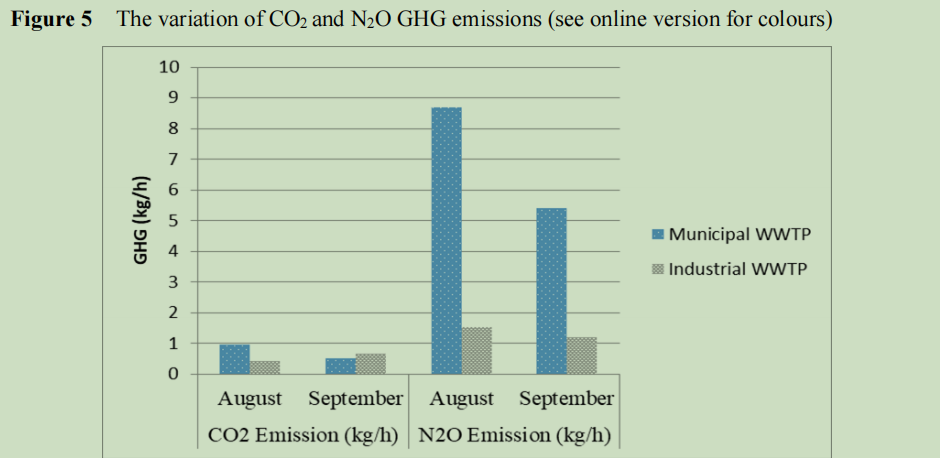 Figure 5 The variation of CO₂ and N₂O GHG emissions (see online version for colours)
10
9
8
7
6
5
4
3
2
1
0
GHG (kg/h)
August September August September
CO2 Emission (kg/h) N2O Emission (kg/h)
Municipal WWTP
Industrial WWTP